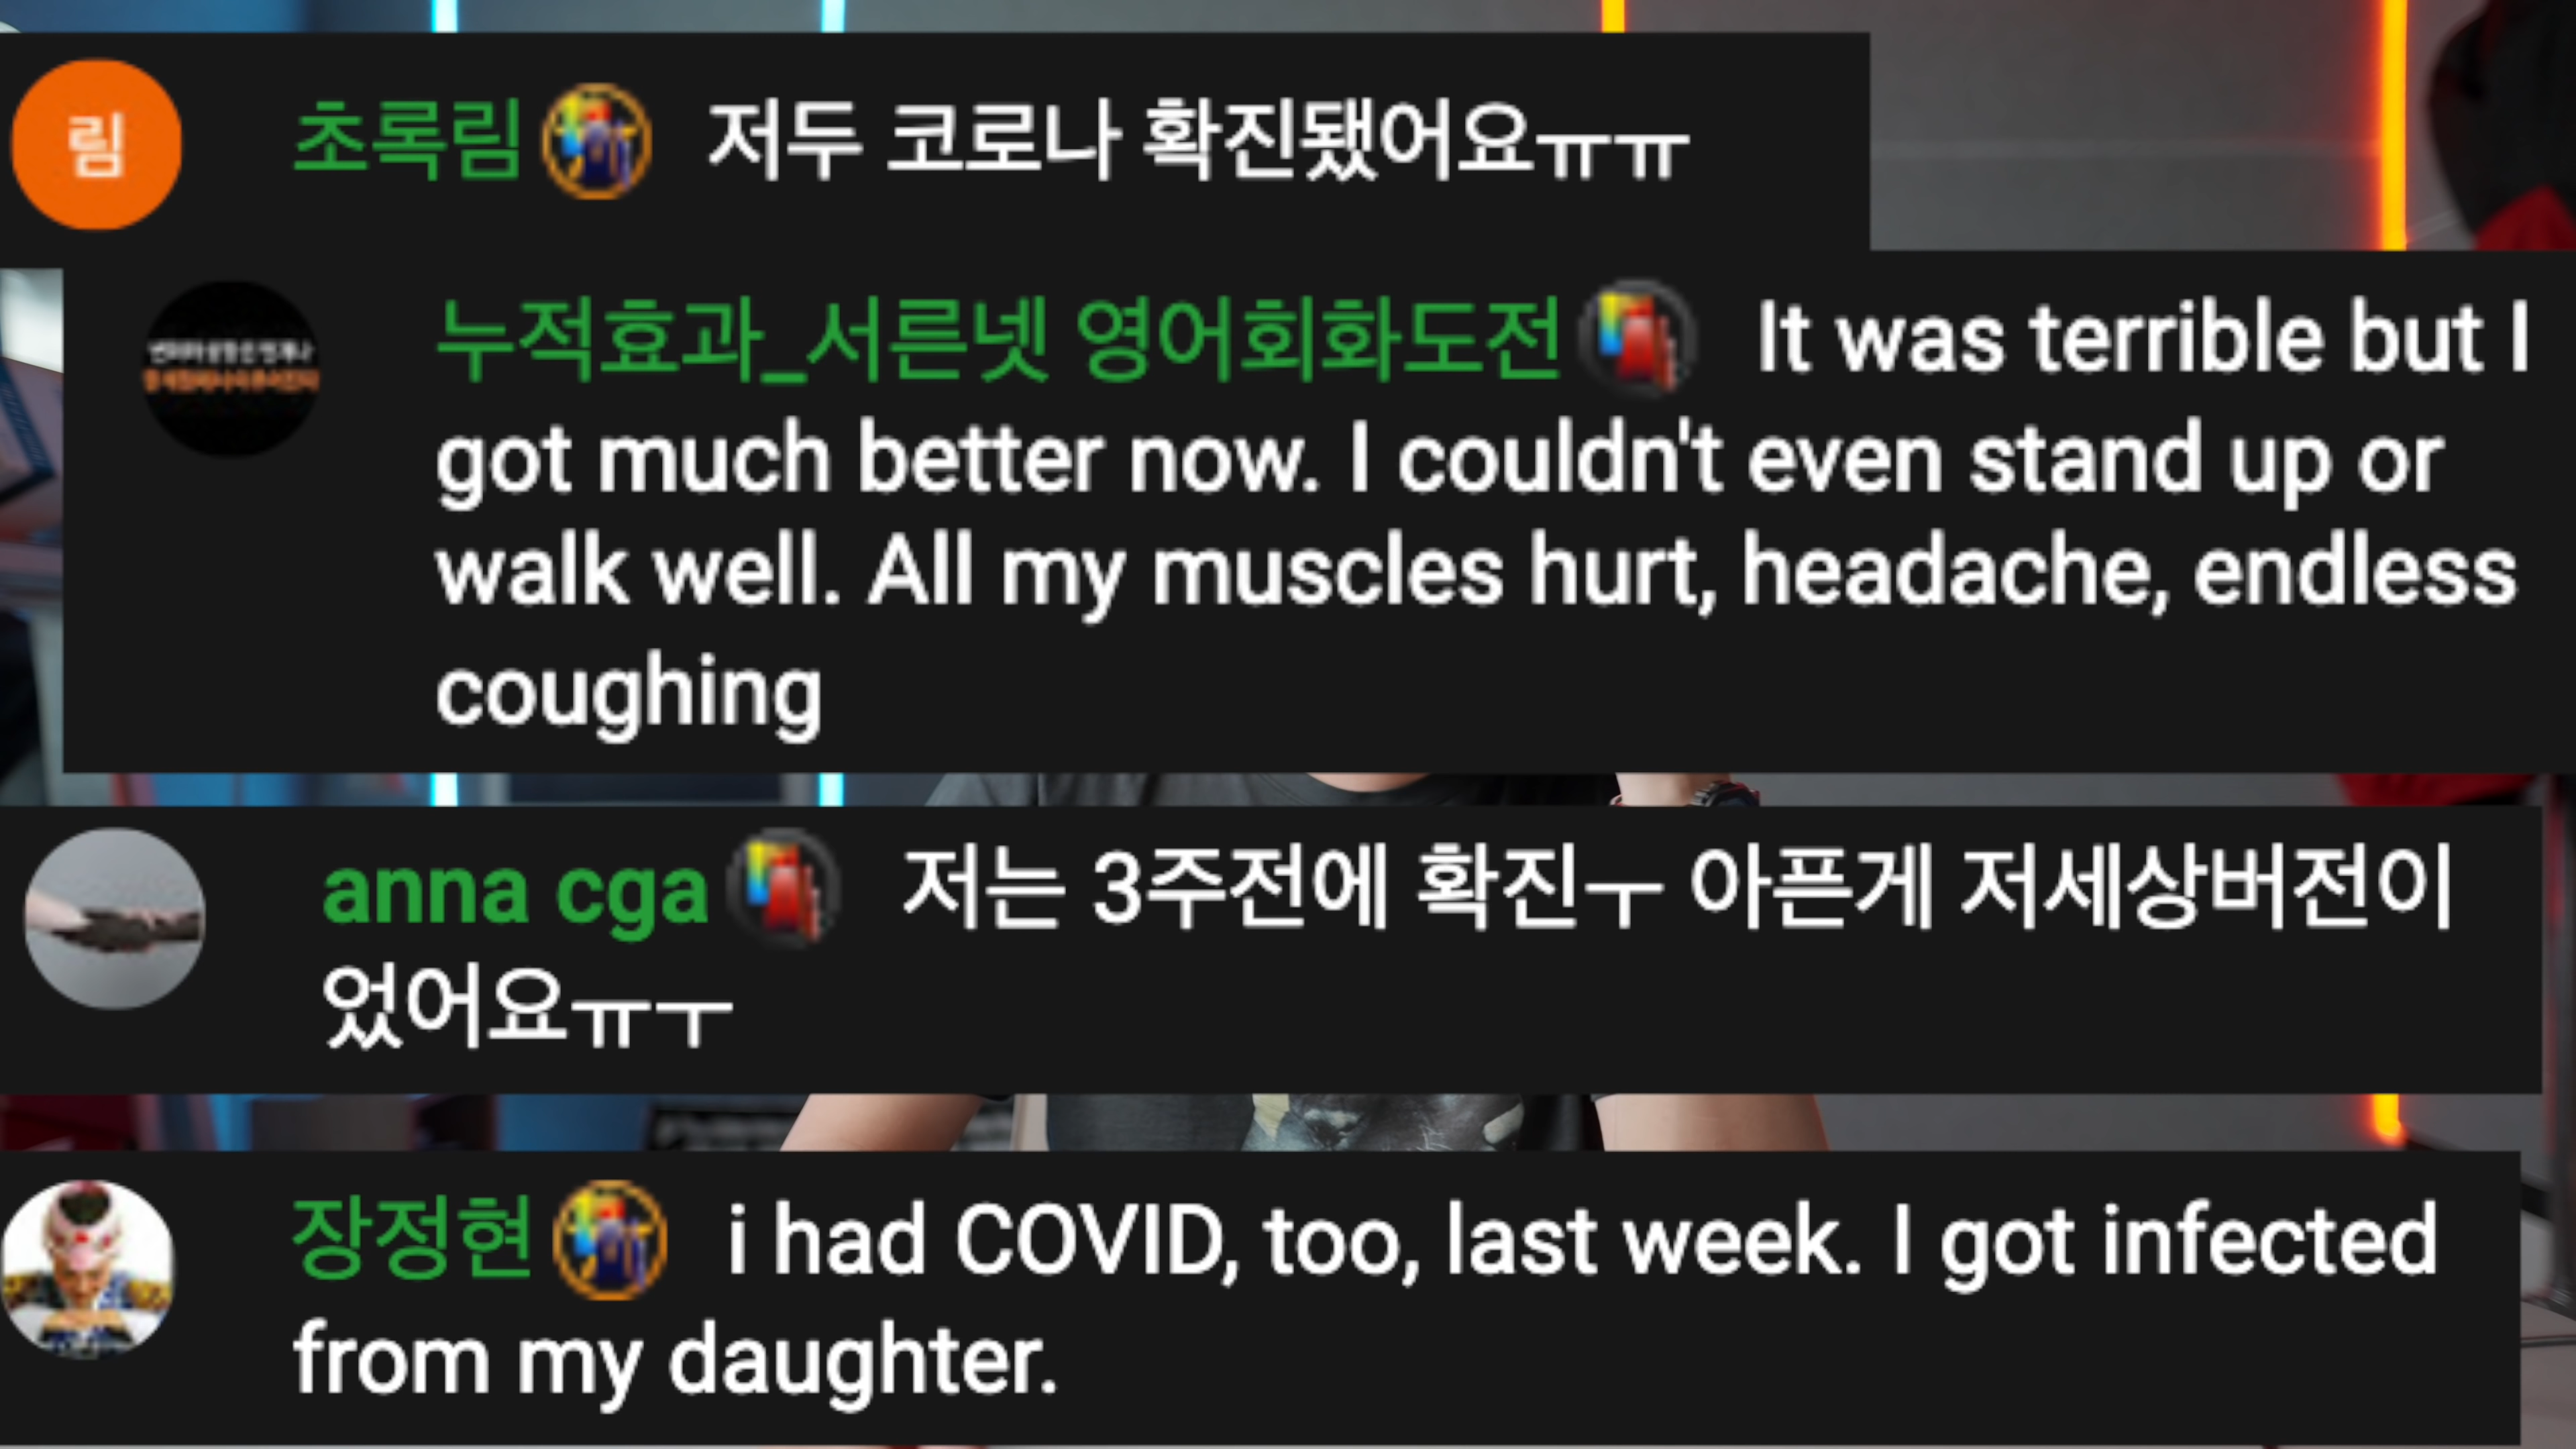 림
초록림 저두 코로나 확진됐어요ㅠㅠ
누적효과_서른넷 영어회화도전 It was terrible but I
got much better now. I couldn't even stand up or
walk well. All my muscles hurt, headache, endless
coughing
anna cga 저는 3주전에 확진ㅜ 아픈게 저세상버전이
었어요ㅠㅜ
장정현 i had COVID, too, last week. I got infected
from my daughter.